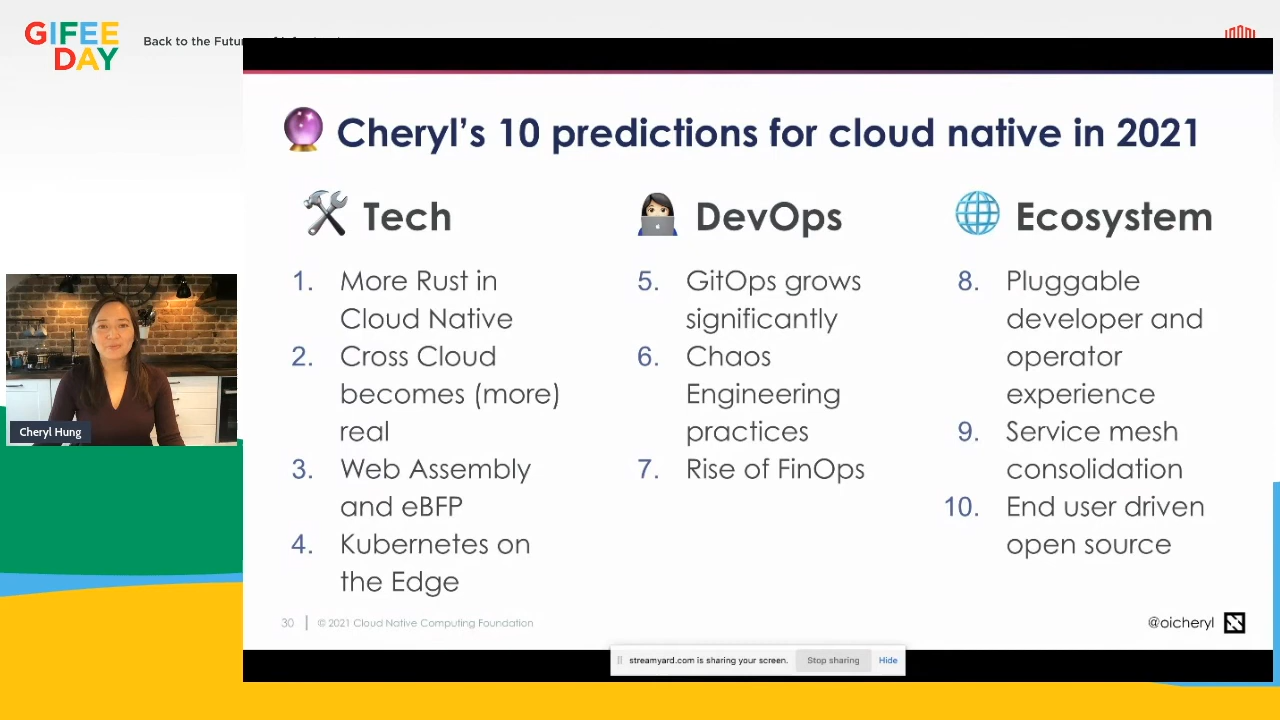 GIFEE
DAY
Back to the Futu
Cheryl's 10 predictions for cloud native in 2021
Tech
1. More Rust in
Cloud Native
2. Cross Cloud
becomes (more)
real
3. Web Assembly
and eBFP
4. Kubernetes on
the Edge
DevOps
5. GitOps grows
significantly
6. Chaos
Engineering
practices
7. Rise of FinOps
Ecosystem
8. Pluggable
developer and
operator
experience
9. Service mesh
consolidation
10. End user driven
open source
Cheryl Hung
30 | © 2021 Cloud Native Computing Foundation
@oicheryl
streamyard.com is sharing your screen. Stop sharing Hide